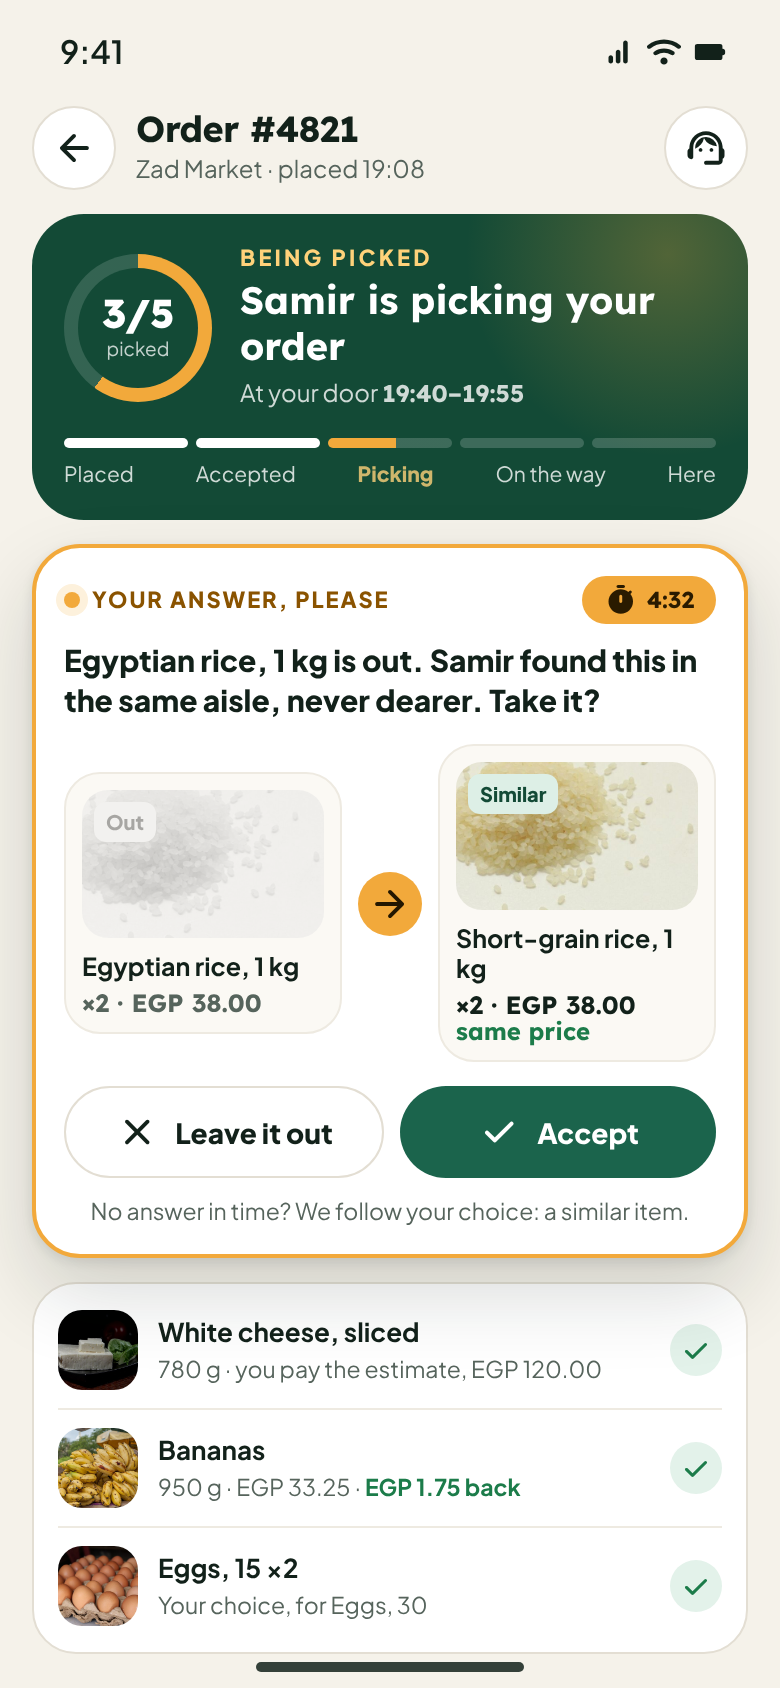 9:41
Order #4821
Zad Market · placed 19:08
3/5
picked
BEING PICKED
Samir is picking your
order
At your door 19:40–19:55
Placed
Accepted
Picking
On the way
Here
YOUR ANSWER, PLEASE
4:32
Egyptian rice, 1 kg is out. Samir found this in
the same aisle, never dearer. Take it?
Out
Egyptian rice, 1 kg
×2 · EGP 38.00
Similar
Short-grain rice, 1
kg
×2 · EGP 38.00
same price
Leave it out
Accept
No answer in time? We follow your choice: a similar item.
White cheese, sliced
780 g · you pay the estimate, EGP 120.00
Bananas
950 g · EGP 33.25 · EGP 1.75 back
Eggs, 15 ×2
Your choice, for Eggs, 30